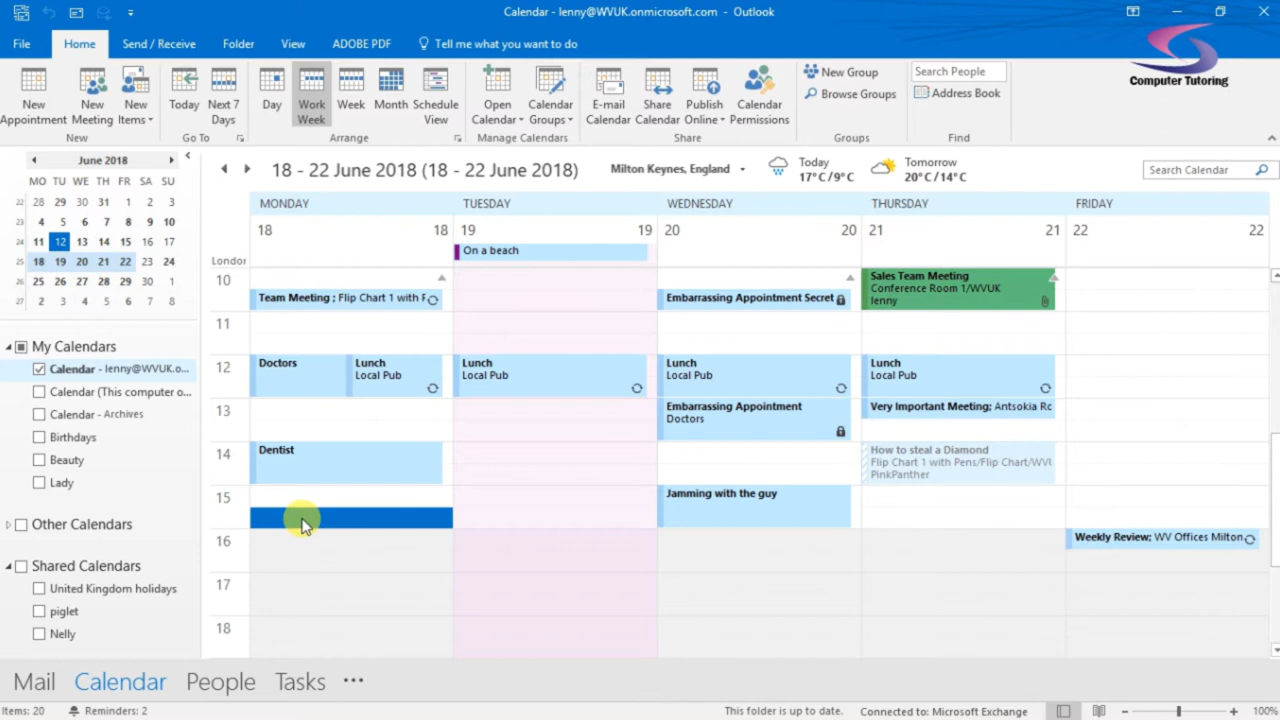 Calendar - lenny@WVUK.onmicrosoft.com - Outlook
File Home Send / Receive Folder View ADOBE PDF Tell me what you want to do
Computer Tutoring
New Appointment
New Meeting
New Items
Today
Next 7 Days
Day
Work Week
Week
Month
Schedule View
Open Calendar
Calendar Groups
E-mail Calendar
Share Calendar
Publish Online
Calendar Permissions
New Group
Browse Groups
Search People
Address Book
New Go To Arrange Manage Calendars Share Groups Find
June 2018
MO TU WE TH FR SA SU
22 28 29 30 31 1 2 3
23 4 5 6 7 8 9 10
24 11 12 13 14 15 16 17
25 18 19 20 21 22 23 24
26 25 26 27 28 29 30 1
27 2 3 4 5 6 7 8
My Calendars
Calendar - lenny@WVUK.o...
Calendar (This computer o...
Calendar - Archives
Birthdays
Beauty
Lady
Other Calendars
Shared Calendars
United Kingdom holidays
piglet
Nelly
18 - 22 June 2018 (18 - 22 June 2018)
Milton Keynes, England
Today
17°C/9°C
Tomorrow
20°C/14°C
Search Calendar
MONDAY TUESDAY WEDNESDAY THURSDAY FRIDAY
18 18 19 19 20 20 21 21 22 22
On a beach
10
Team Meeting ; Flip Chart 1 with
Embarrassing Appointment Secret
Sales Team Meeting
Conference Room 1/WVUK
lenny
11
12
Doctors
Lunch
Local Pub
Lunch
Local Pub
Lunch
Local Pub
Lunch
Local Pub
13
Embarrassing Appointment
Doctors
Very Important Meeting; Antsokia Rc
14
Dentist
How to steal a Diamond
Flip Chart 1 with Pens/Flip Chart/WVU
PinkPanther
15
Jamming with the guy
16
Weekly Review; WV Offices Milton
17
18
Mail Calendar People Tasks •••
Items: 20 Reminders: 2 This folder is up to date. Connected to: Microsoft Exchange 100%